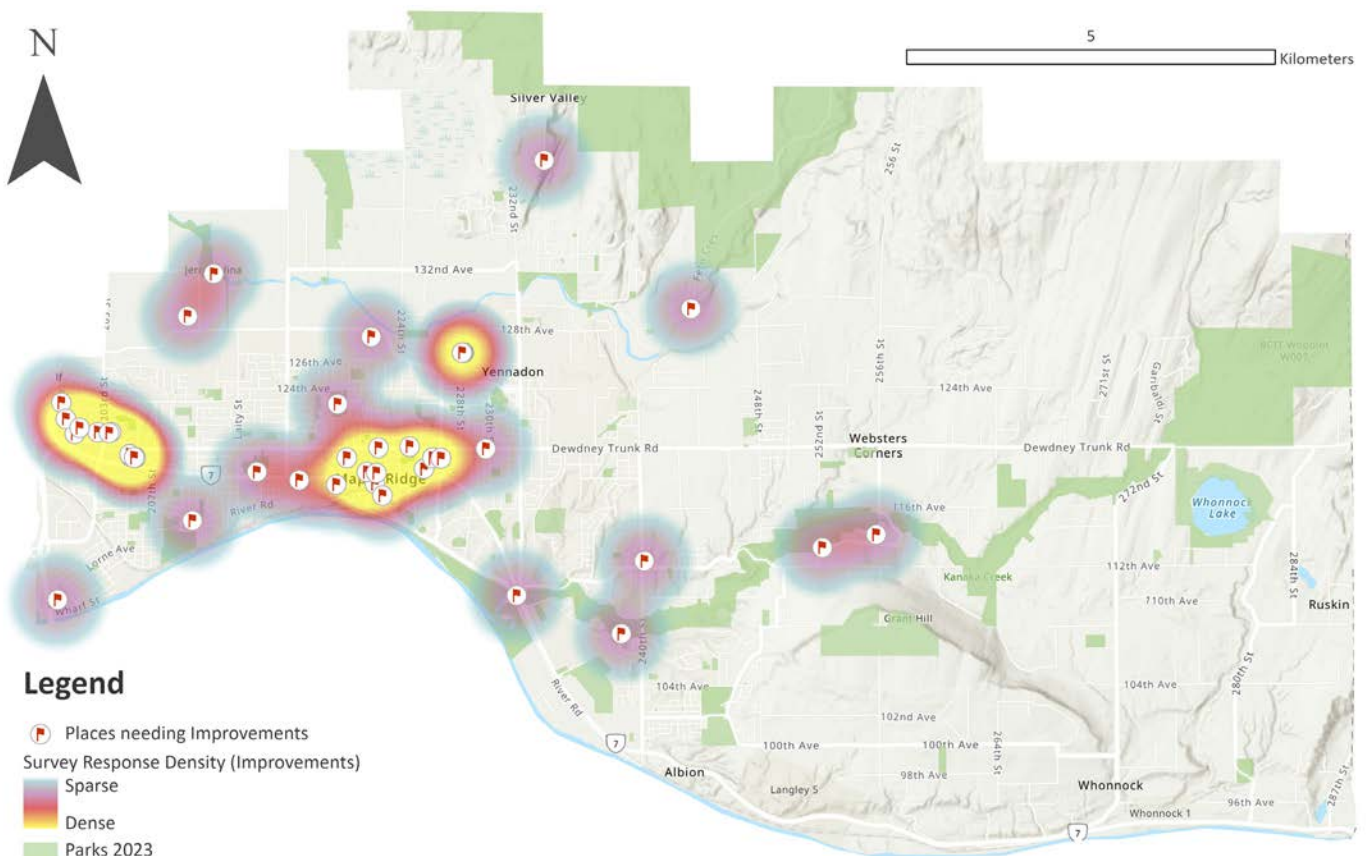 N
5
Kilometers
Silver Valley
256 St
232nd St
132nd Ave
Fern Cres
203 St
224th St
128th Ave
126th Ave
Yennadon
124th Ave
124th Ave
256th St
271st St
Garibaldi St
203rd St
Laity St
228th St
230th
248th St
252nd St
Websters
Corners
Dewdney Trunk Rd
Dewdney Trunk Rd
7
207th St
Ridge
272nd St
Whonnock
Lake
River Rd
116th Ave
Lorne Ave
112th Ave
284th St
Kanaka Creek
110th Ave
Ruskin
Wharf St
Grant Hill
240th St
104th Ave
104th Ave
280th St
River Rd
102nd Ave
264th St
100th Ave
100th Ave
7
Albion
98th Ave
Langley 5
Whonnock
96th Ave
287th St
Whonnock 1
7
Legend
Places needing Improvements
Survey Response Density (Improvements)
Sparse
Dense
Parks 2023